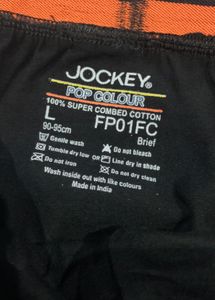 JOCKEY®
POP COLOUR
100% SUPER COMBED COTTON
L FP01FC
90-95cm Brief
Gentle wash Do not bleach
Tumble dry low OR Line dry in shade
Do not iron Do not dry clean
Wash inside out with like colours
Made in India